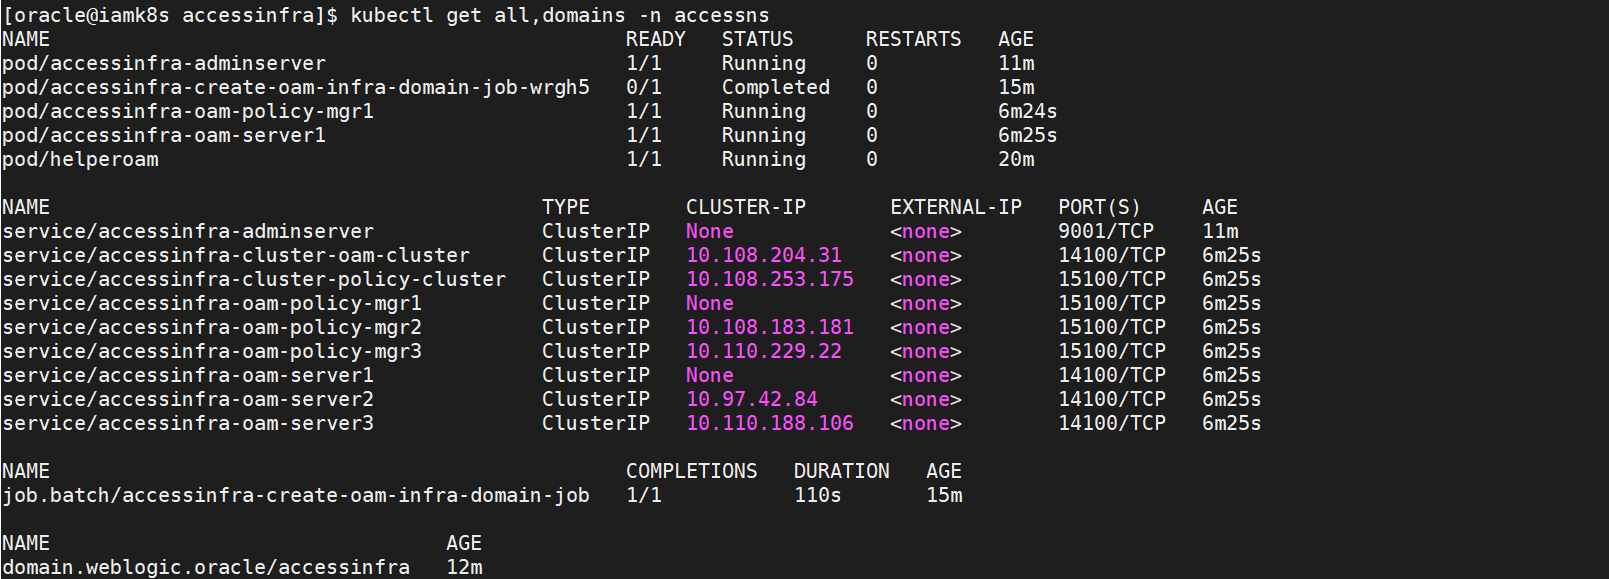 [oracle@iamk8s accessinfra]$ kubectl get all,domains -n accessns
NAME READY STATUS RESTARTS AGE
pod/accessinfra-adminserver 1/1 Running 0 11m
pod/accessinfra-create-oam-infra-domain-job-wrgh5 0/1 Completed 0 15m
pod/accessinfra-oam-policy-mgr1 1/1 Running 0 6m24s
pod/accessinfra-oam-server1 1/1 Running 0 6m25s
pod/helperoam 1/1 Running 0 20m
NAME TYPE CLUSTER-IP EXTERNAL-IP PORT(S) AGE
service/accessinfra-adminserver ClusterIP None <none> 9001/TCP 11m
service/accessinfra-cluster-oam-cluster ClusterIP 10.108.204.31 <none> 14100/TCP 6m25s
service/accessinfra-cluster-policy-cluster ClusterIP 10.108.253.175 <none> 15100/TCP 6m25s
service/accessinfra-oam-policy-mgr1 ClusterIP None <none> 15100/TCP 6m25s
service/accessinfra-oam-policy-mgr2 ClusterIP 10.108.183.181 <none> 15100/TCP 6m25s
service/accessinfra-oam-policy-mgr3 ClusterIP 10.110.229.22 <none> 15100/TCP 6m25s
service/accessinfra-oam-server1 ClusterIP None <none> 14100/TCP 6m25s
service/accessinfra-oam-server2 ClusterIP 10.97.42.84 <none> 14100/TCP 6m25s
service/accessinfra-oam-server3 ClusterIP 10.110.188.106 <none> 14100/TCP 6m25s
NAME COMPLETIONS DURATION AGE
job.batch/accessinfra-create-oam-infra-domain-job 1/1 110s 15m
NAME AGE
domain.weblogic.oracle/accessinfra 12m